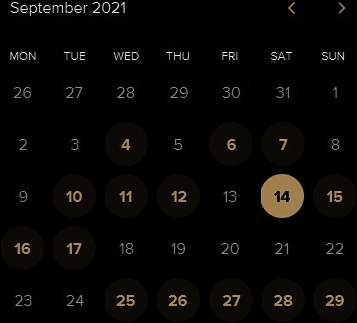 September 2021
MON TUE WED THU FRI SAT SUN
26 27 28 29 30 31 1
2 3 4 5 6 7 8
9 10 11 12 13 14 15
16 17 18 19 20 21 22
23 24 25 26 27 28 29